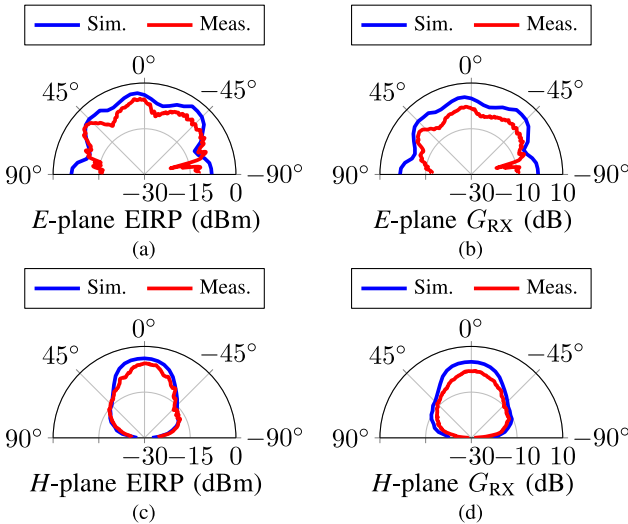 Sim. Meas. Sim. Meas.
0° 0°
45° −45° 45° −45°
90° −90° 90° −90°
−30 −15 0 −30 −10 10
E-plane EIRP (dBm) E-plane G_RX (dB)
(a) (b)
Sim. Meas. Sim. Meas.
0° 0°
45° −45° 45° −45°
90° −90° 90° −90°
−30 −15 0 −30 −10 10
H-plane EIRP (dBm) H-plane G_RX (dB)
(c) (d)